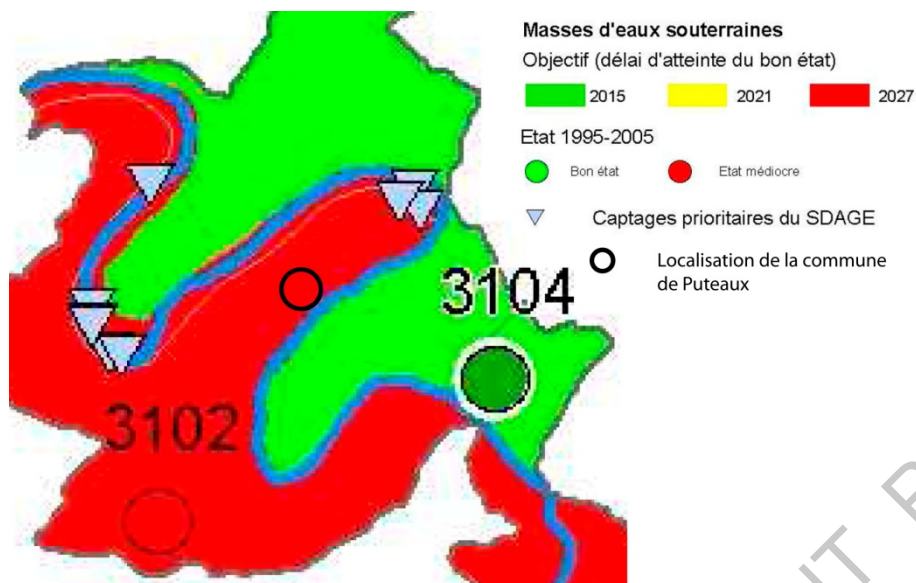 Masses d'eaux souterraines
Objectif (délai d'atteinte du bon état)
2015 2021 2027
Etat 1995-2005
Bon état Etat médiocre
Captages prioritaires du SDAGE
Localisation de la commune
de Puteaux
3104
3102